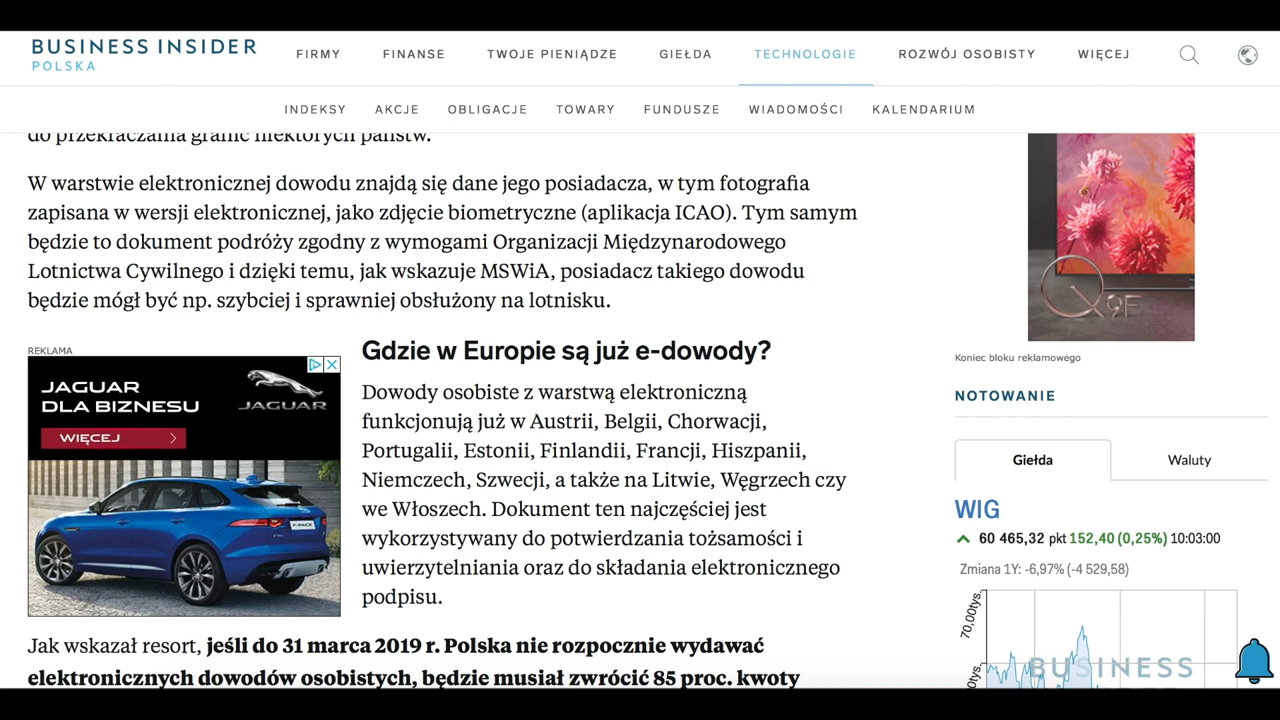 BUSINESS INSIDER
POLSKA
FIRMY FINANSE TWOJE PIENIĄDZE GIEŁDA TECHNOLOGIE ROZWÓJ OSOBISTY WIĘCEJ
INDEKSY AKCJE OBLIGACJE TOWARY FUNDUSZE WIADOMOŚCI KALENDARIUM
do przekraczania granic niektórych państw.
W warstwie elektronicznej dowodu znajdą się dane jego posiadacza, w tym fotografia
zapisana w wersji elektronicznej, jako zdjęcie biometryczne (aplikacja ICAO). Tym samym
będzie to dokument podróży zgodny z wymogami Organizacji Międzynarodowego
Lotnictwa Cywilnego i dzięki temu, jak wskazuje MSWiA, posiadacz takiego dowodu
będzie mógł być np. szybciej i sprawniej obsłużony na lotnisku.
REKLAMA
JAGUAR
DLA BIZNESU
JAGUAR
WIĘCEJ
F-PACE
Gdzie w Europie są już e-dowody?
Dowody osobiste z warstwą elektroniczną
funkcjonują już w Austrii, Belgii, Chorwacji,
Portugalii, Estonii, Finlandii, Francji, Hiszpanii,
Niemczech, Szwecji, a także na Litwie, Węgrzech czy
we Włoszech. Dokument ten najczęściej jest
wykorzystywany do potwierdzania tożsamości i
uwierzytelniania oraz do składania elektronicznego
podpisu.
Jak wskazał resort, jeśli do 31 marca 2019 r. Polska nie rozpocznie wydawać
elektronicznych dowodów osobistych, będzie musiał zwrócić 85 proc. kwoty
Q9F
Koniec bloku reklamowego
NOTOWANIE
Giełda Waluty
WIG
60 465,32 pkt 152,40 (0,25%) 10:03:00
Zmiana 1Y: -6,97% (-4 529,58)
70,00tys.
BUSINESS